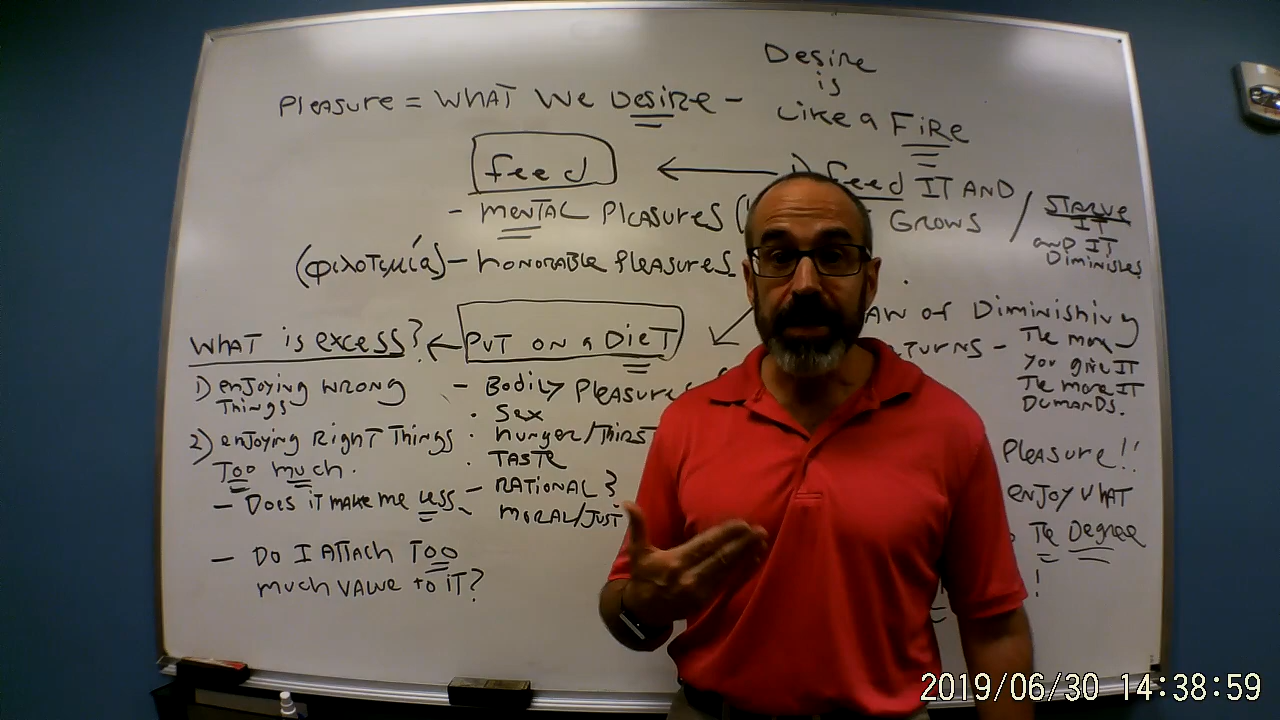 Pleasure = WHAT We Desire -
Desire
is
Like a Fire
feed
1) feed IT AND
GROWS
/ STARVE
IT
and IT
Diminishes
- mental Pleasures (
(φιλοτιμία) - honorable Pleasures
What is excess?
PUT on a DieT
1) enjoying wrong
Things
2) enjoying Right Things
Too much.
- Does it make me less - RATIONAL?
- moral/JUST
- Do I ATTACH Too
much value to IT?
- Bodily Pleasure
· Sex
· hunger/THIRST
· TASTE
of Diminishing
- The more
you give IT
The more IT
Demands.
Pleasure!!
enjoy what
The Degree
!
2019/06/30 14:38:59